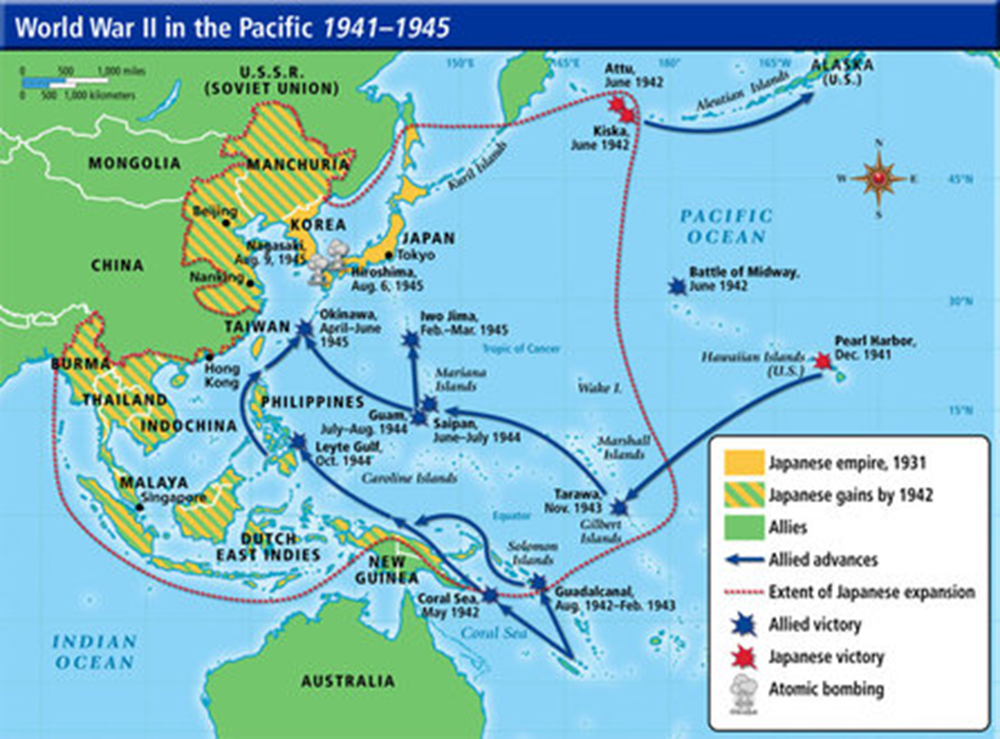 World War II in the Pacific 1941–1945
0 500 1,000 miles
0 500 1,000 kilometers
U.S.S.R.
(SOVIET UNION)
150°E
165°E
180°
165°W
ALASKA
(U.S.)
Attu,
June 1942
Aleutian Islands
Kiska,
June 1942
MONGOLIA
MANCHURIA
Kuril Islands
N
W
E
S
45°N
Beijing
KOREA
PACIFIC
OCEAN
JAPAN
Tokyo
Nagasaki,
Aug. 9, 1945
CHINA
Nanking
Hiroshima,
Aug. 6, 1945
Battle of Midway,
June 1942
30°N
TAIWAN
Okinawa,
April–June
1945
Iwo Jima,
Feb.–Mar. 1945
Tropic of Cancer
Pearl Harbor,
Dec. 1941
Hawaiian Islands
(U.S.)
BURMA
Hong
Kong
Mariana
Islands
Wake I.
THAILAND
PHILIPPINES
15°N
INDOCHINA
Guam,
July–Aug. 1944
Saipan,
June–July 1944
Leyte Gulf,
Oct. 1944
Marshall
Islands
Caroline Islands
MALAYA
Singapore
Tarawa,
Nov. 1943
Equator
Gilbert
Islands
DUTCH
EAST INDIES
Solomon
Islands
NEW
GUINEA
Coral Sea,
May 1942
Guadalcanal,
Aug. 1942–Feb. 1943
Coral Sea
INDIAN
OCEAN
AUSTRALIA
Japanese empire, 1931
Japanese gains by 1942
Allies
Allied advances
Extent of Japanese expansion
Allied victory
Japanese victory
Atomic bombing